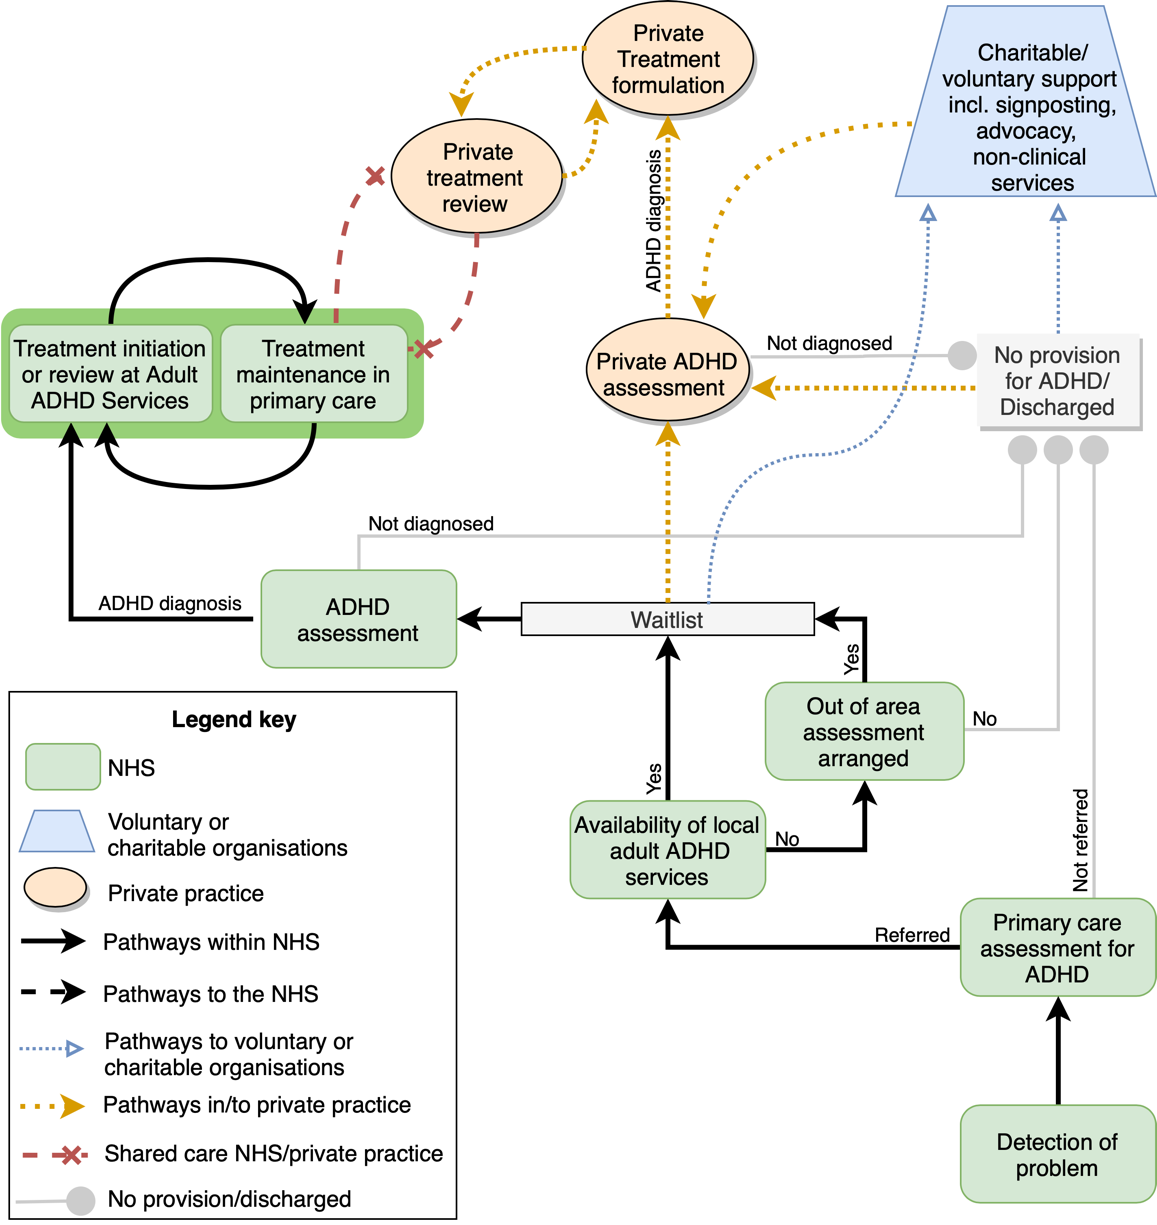 Private
Treatment
formulation
Charitable/
voluntary support
incl. signposting,
advocacy,
non-clinical
services
Private
treatment
review
ADHD diagnosis
Treatment initiation
or review at Adult
ADHD Services
Treatment
maintenance in
primary care
Private ADHD
assessment
Not diagnosed
No provision
for ADHD/
Discharged
Not diagnosed
ADHD diagnosis
ADHD
assessment
Waitlist
Yes
Out of area
assessment
arranged
No
Yes
Availability of local
adult ADHD
services
No
Not referred
Referred
Primary care
assessment for
ADHD
Detection of
problem
Legend key
NHS
Voluntary or
charitable organisations
Private practice
Pathways within NHS
Pathways to the NHS
Pathways to voluntary or
charitable organisations
Pathways in/to private practice
Shared care NHS/private practice
No provision/discharged